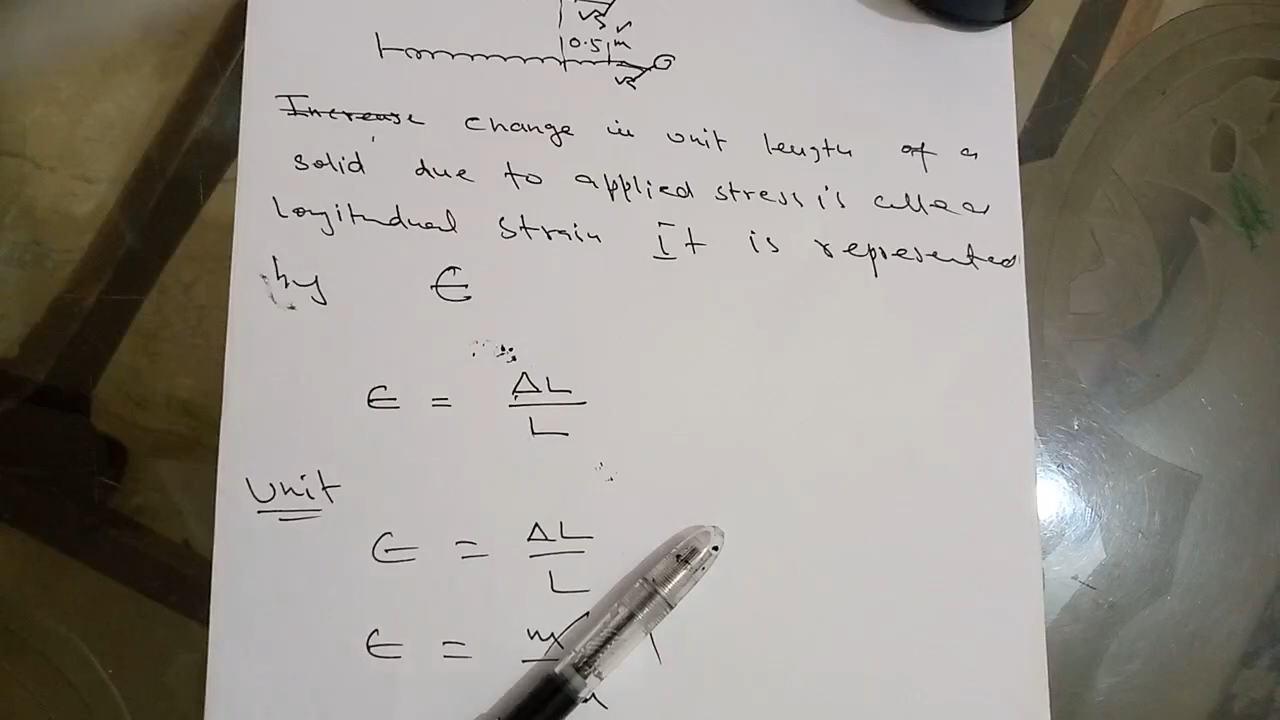 0.5 m
Increase change in unit length of a
solid due to applied stress is called
longitudnal strain It is represented
by ϵ
ϵ = ΔL
L
Unit
ϵ = ΔL
L
ϵ = m